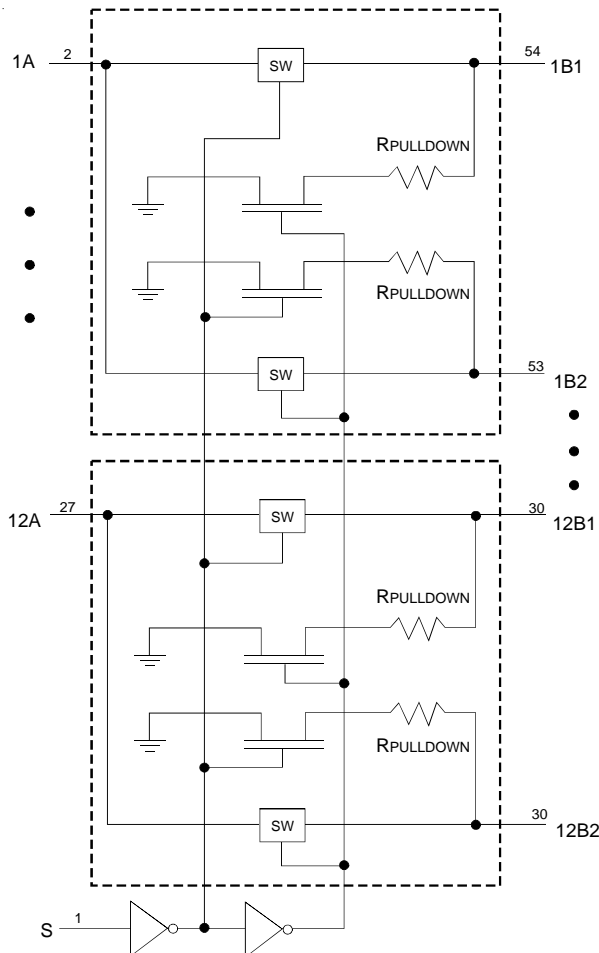 1A 2 SW 54 1B1
RPULLDOWN
RPULLDOWN
SW 53 1B2
12A 27 SW 30 12B1
RPULLDOWN
RPULLDOWN
SW 30 12B2
S 1